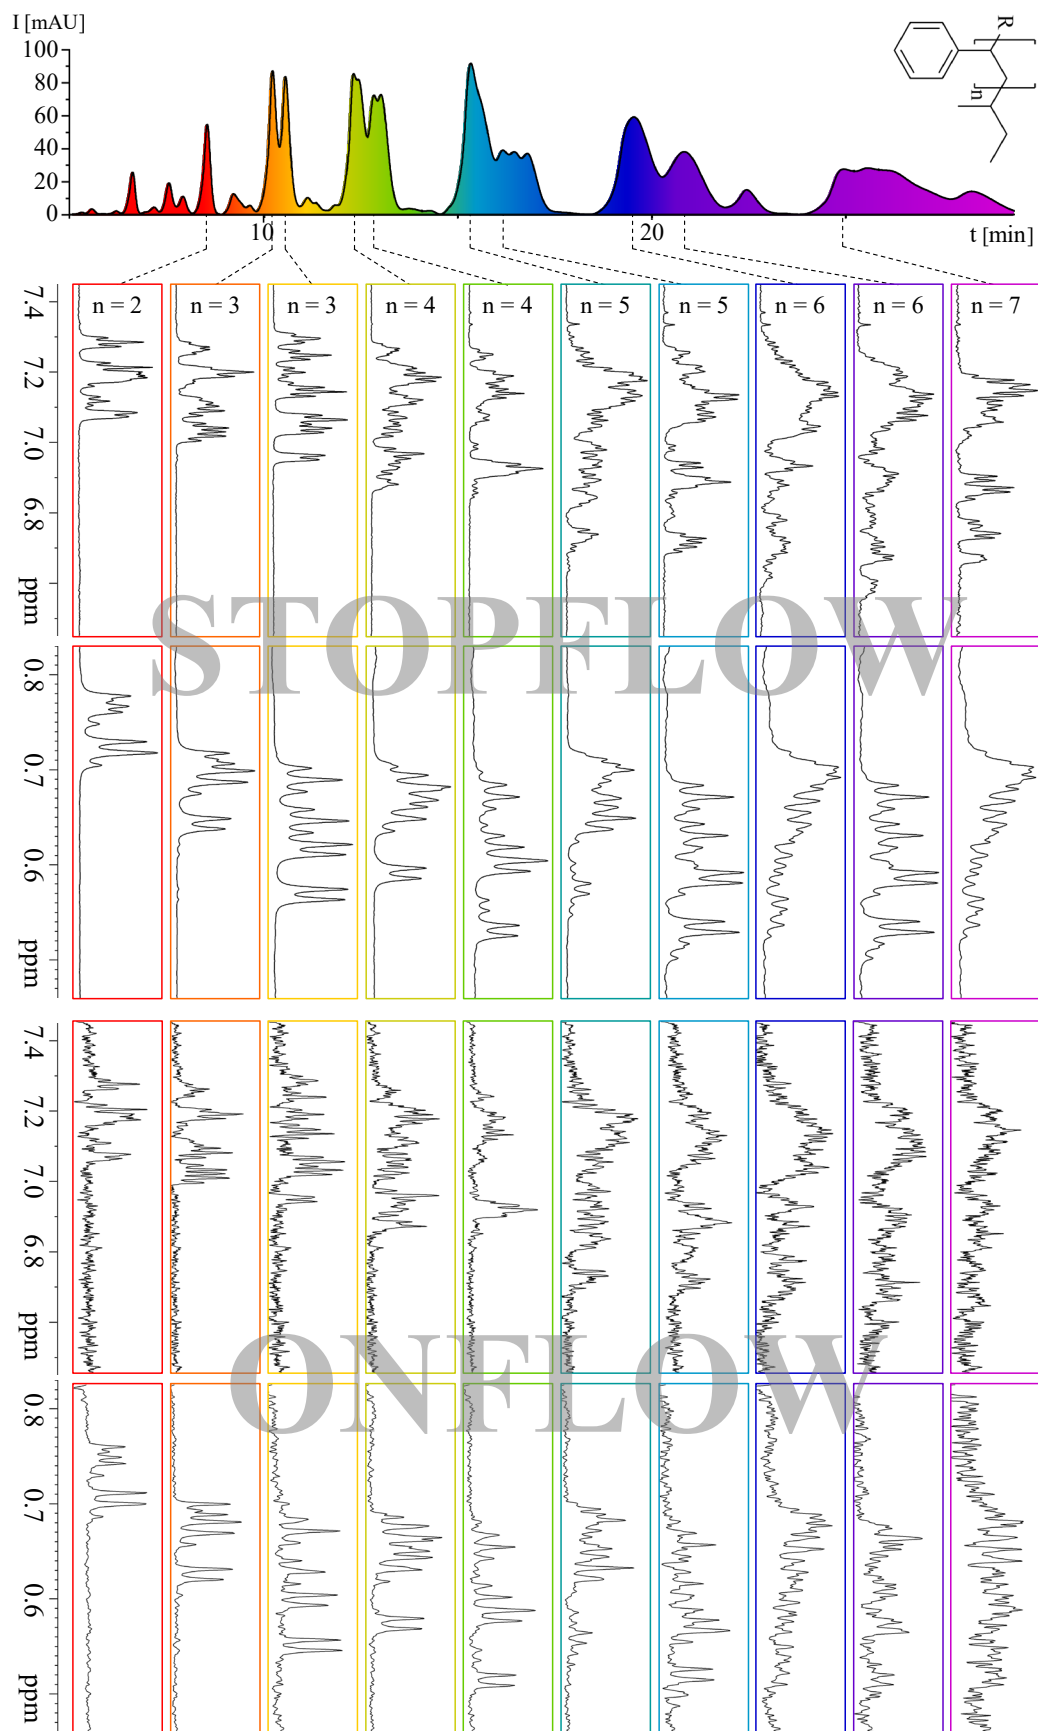 I [mAU]
100
80
60
40
20
0
10
20
t [min]
R
n
n = 2 n = 3 n = 3 n = 4 n = 4 n = 5 n = 5 n = 6 n = 6 n = 7
7.4
7.2
7.0
6.8
ppm
STOPFLOW
0.8
0.7
0.6
ppm
7.4
7.2
7.0
6.8
ppm
ONFLOW
0.8
0.7
0.6
ppm